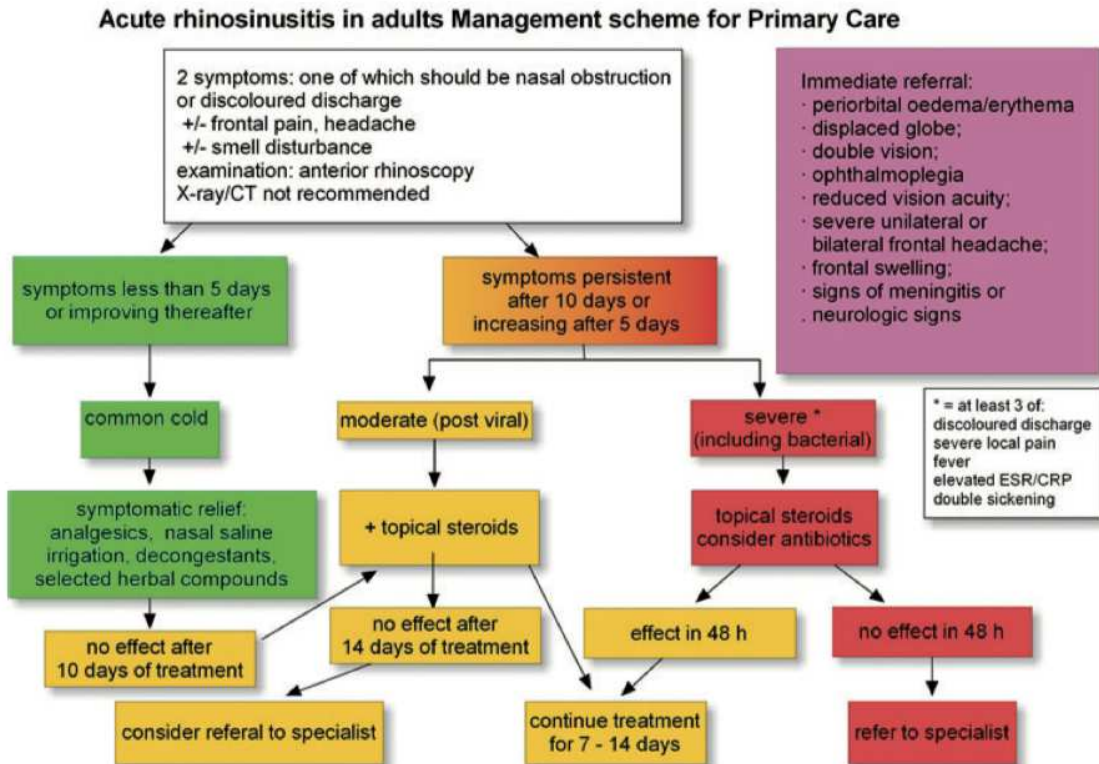 Acute rhinosinusitis in adults Management scheme for Primary Care
2 symptoms: one of which should be nasal obstruction
or discoloured discharge
+/- frontal pain, headache
+/- smell disturbance
examination: anterior rhinoscopy
X-ray/CT not recommended
Immediate referral:
· periorbital oedema/erythema
· displaced globe;
· double vision;
· ophthalmoplegia
· reduced vision acuity;
· severe unilateral or
bilateral frontal headache;
· frontal swelling;
· signs of meningitis or
. neurologic signs
symptoms less than 5 days
or improving thereafter
symptoms persistent
after 10 days or
increasing after 5 days
common cold
moderate (post viral)
severe *
(including bacterial)
* = at least 3 of:
discoloured discharge
severe local pain
fever
elevated ESR/CRP
double sickening
symptomatic relief:
analgesics, nasal saline
irrigation, decongestants,
selected herbal compounds
+ topical steroids
topical steroids
consider antibiotics
no effect after
10 days of treatment
no effect after
14 days of treatment
effect in 48 h
no effect in 48 h
consider referal to specialist
continue treatment
for 7 - 14 days
refer to specialist